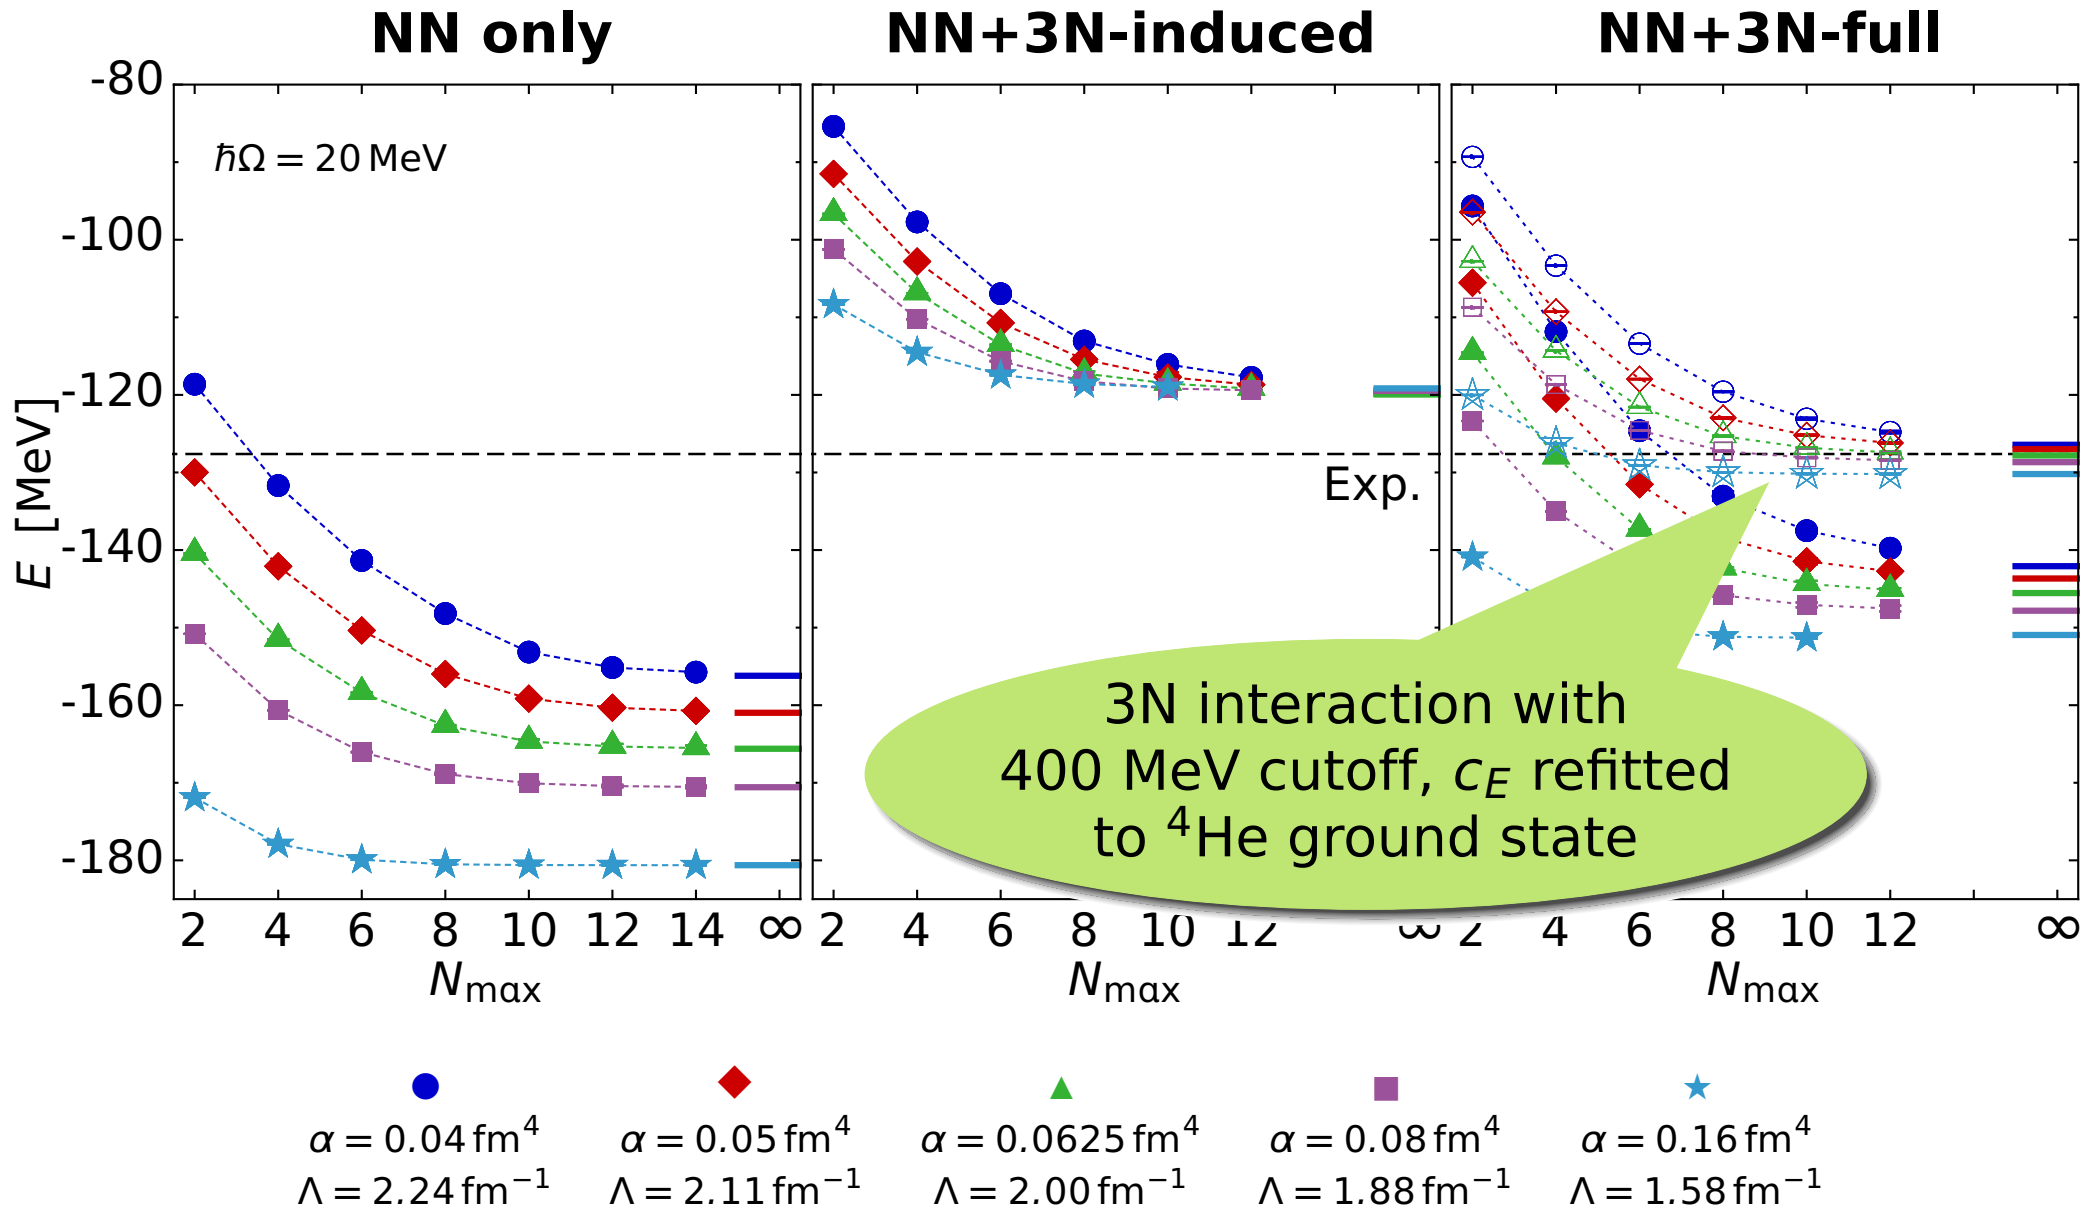 NN only
NN+3N-induced
NN+3N-full
-80
-100
-120
-140
-160
-180
E [MeV]
ℏΩ = 20 MeV
Exp.
3N interaction with
400 MeV cutoff, c_E refitted
to ⁴He ground state
2 4 6 8 10 12 14 ∞
2 4 6 8 10 12 ∞
2 4 6 8 10 12 ∞
N_max
N_max
N_max
α = 0.04 fm⁴
Λ = 2.24 fm⁻¹
α = 0.05 fm⁴
Λ = 2.11 fm⁻¹
α = 0.0625 fm⁴
Λ = 2.00 fm⁻¹
α = 0.08 fm⁴
Λ = 1.88 fm⁻¹
α = 0.16 fm⁴
Λ = 1.58 fm⁻¹